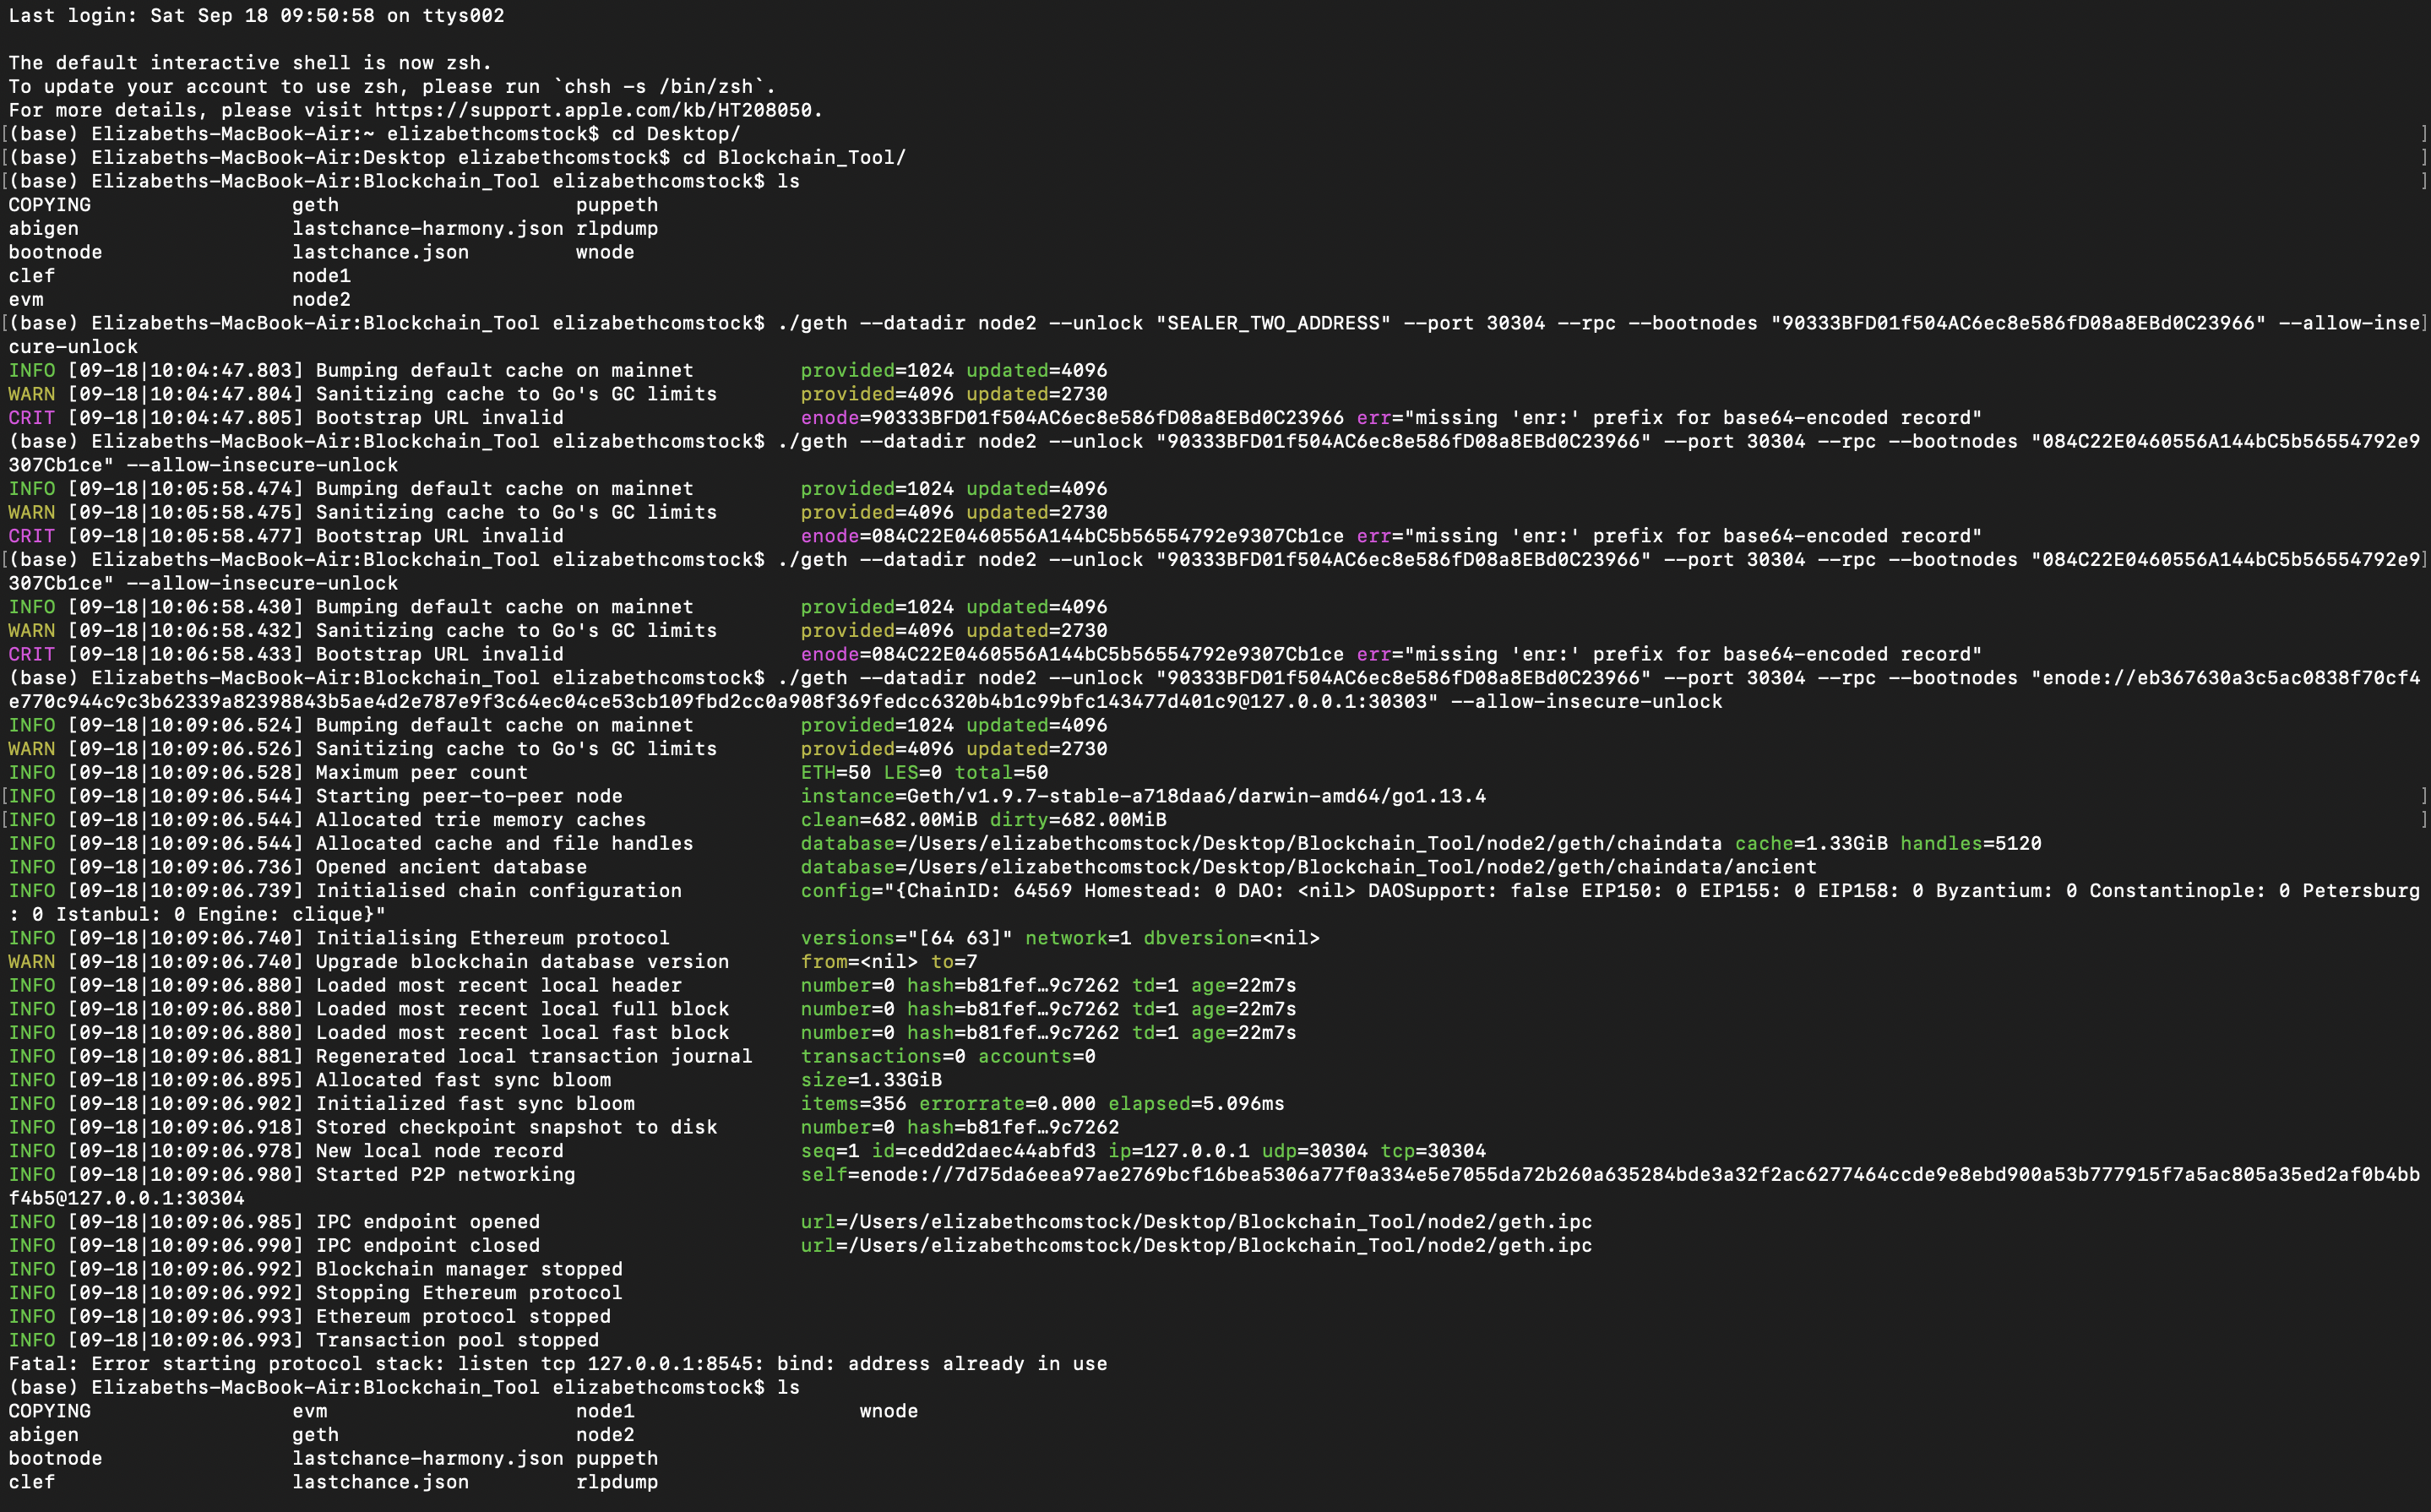 Last login: Sat Sep 18 09:50:58 on ttys002
The default interactive shell is now zsh.
To update your account to use zsh, please run `chsh -s /bin/zsh`.
For more details, please visit https://support.apple.com/kb/HT208050.
[(base) Elizabeths-MacBook-Air:~ elizabethcomstock$ cd Desktop/ ]
[(base) Elizabeths-MacBook-Air:Desktop elizabethcomstock$ cd Blockchain_Tool/ ]
[(base) Elizabeths-MacBook-Air:Blockchain_Tool elizabethcomstock$ ls ]
COPYING geth puppeth
abigen lastchance-harmony.json rlpdump
bootnode lastchance.json wnode
clef node1
evm node2
[(base) Elizabeths-MacBook-Air:Blockchain_Tool elizabethcomstock$ ./geth --datadir node2 --unlock "SEALER_TWO_ADDRESS" --port 30304 --rpc --bootnodes "90333BFD01f504AC6ec8e586fD08a8EBd0C23966" --allow-inse]
cure-unlock
INFO [09-18|10:04:47.803] Bumping default cache on mainnet provided=1024 updated=4096
WARN [09-18|10:04:47.804] Sanitizing cache to Go's GC limits provided=4096 updated=2730
CRIT [09-18|10:04:47.805] Bootstrap URL invalid enode=90333BFD01f504AC6ec8e586fD08a8EBd0C23966 err="missing 'enr:' prefix for base64-encoded record"
(base) Elizabeths-MacBook-Air:Blockchain_Tool elizabethcomstock$ ./geth --datadir node2 --unlock "90333BFD01f504AC6ec8e586fD08a8EBd0C23966" --port 30304 --rpc --bootnodes "084C22E0460556A144bC5b56554792e9
307Cb1ce" --allow-insecure-unlock
INFO [09-18|10:05:58.474] Bumping default cache on mainnet provided=1024 updated=4096
WARN [09-18|10:05:58.475] Sanitizing cache to Go's GC limits provided=4096 updated=2730
CRIT [09-18|10:05:58.477] Bootstrap URL invalid enode=084C22E0460556A144bC5b56554792e9307Cb1ce err="missing 'enr:' prefix for base64-encoded record"
[(base) Elizabeths-MacBook-Air:Blockchain_Tool elizabethcomstock$ ./geth --datadir node2 --unlock "90333BFD01f504AC6ec8e586fD08a8EBd0C23966" --port 30304 --rpc --bootnodes "084C22E0460556A144bC5b56554792e9]
307Cb1ce" --allow-insecure-unlock
INFO [09-18|10:06:58.430] Bumping default cache on mainnet provided=1024 updated=4096
WARN [09-18|10:06:58.432] Sanitizing cache to Go's GC limits provided=4096 updated=2730
CRIT [09-18|10:06:58.433] Bootstrap URL invalid enode=084C22E0460556A144bC5b56554792e9307Cb1ce err="missing 'enr:' prefix for base64-encoded record"
(base) Elizabeths-MacBook-Air:Blockchain_Tool elizabethcomstock$ ./geth --datadir node2 --unlock "90333BFD01f504AC6ec8e586fD08a8EBd0C23966" --port 30304 --rpc --bootnodes "enode://eb367630a3c5ac0838f70cf4
e770c944c9c3b62339a82398843b5ae4d2e787e9f3c64ec04ce53cb109fbd2cc0a908f369fedcc6320b4b1c99bfc143477d401c9@127.0.0.1:30303" --allow-insecure-unlock
INFO [09-18|10:09:06.524] Bumping default cache on mainnet provided=1024 updated=4096
WARN [09-18|10:09:06.526] Sanitizing cache to Go's GC limits provided=4096 updated=2730
INFO [09-18|10:09:06.528] Maximum peer count ETH=50 LES=0 total=50
[INFO [09-18|10:09:06.544] Starting peer-to-peer node instance=Geth/v1.9.7-stable-a718daa6/darwin-amd64/go1.13.4 ]
[INFO [09-18|10:09:06.544] Allocated trie memory caches clean=682.00MiB dirty=682.00MiB ]
INFO [09-18|10:09:06.544] Allocated cache and file handles database=/Users/elizabethcomstock/Desktop/Blockchain_Tool/node2/geth/chaindata cache=1.33GiB handles=5120
INFO [09-18|10:09:06.736] Opened ancient database database=/Users/elizabethcomstock/Desktop/Blockchain_Tool/node2/geth/chaindata/ancient
INFO [09-18|10:09:06.739] Initialised chain configuration config="{ChainID: 64569 Homestead: 0 DAO: <nil> DAOSupport: false EIP150: 0 EIP155: 0 EIP158: 0 Byzantium: 0 Constantinople: 0 Petersburg
: 0 Istanbul: 0 Engine: clique}"
INFO [09-18|10:09:06.740] Initialising Ethereum protocol versions="[64 63]" network=1 dbversion=<nil>
WARN [09-18|10:09:06.740] Upgrade blockchain database version from=<nil> to=7
INFO [09-18|10:09:06.880] Loaded most recent local header number=0 hash=b81fef…9c7262 td=1 age=22m7s
INFO [09-18|10:09:06.880] Loaded most recent local full block number=0 hash=b81fef…9c7262 td=1 age=22m7s
INFO [09-18|10:09:06.880] Loaded most recent local fast block number=0 hash=b81fef…9c7262 td=1 age=22m7s
INFO [09-18|10:09:06.881] Regenerated local transaction journal transactions=0 accounts=0
INFO [09-18|10:09:06.895] Allocated fast sync bloom size=1.33GiB
INFO [09-18|10:09:06.902] Initialized fast sync bloom items=356 errorrate=0.000 elapsed=5.096ms
INFO [09-18|10:09:06.918] Stored checkpoint snapshot to disk number=0 hash=b81fef…9c7262
INFO [09-18|10:09:06.978] New local node record seq=1 id=cedd2daec44abfd3 ip=127.0.0.1 udp=30304 tcp=30304
INFO [09-18|10:09:06.980] Started P2P networking self=enode://7d75da6eea97ae2769bcf16bea5306a77f0a334e5e7055da72b260a635284bde3a32f2ac6277464ccde9e8ebd900a53b777915f7a5ac805a35ed2af0b4bb
f4b5@127.0.0.1:30304
INFO [09-18|10:09:06.985] IPC endpoint opened url=/Users/elizabethcomstock/Desktop/Blockchain_Tool/node2/geth.ipc
INFO [09-18|10:09:06.990] IPC endpoint closed url=/Users/elizabethcomstock/Desktop/Blockchain_Tool/node2/geth.ipc
INFO [09-18|10:09:06.992] Blockchain manager stopped
INFO [09-18|10:09:06.992] Stopping Ethereum protocol
INFO [09-18|10:09:06.993] Ethereum protocol stopped
INFO [09-18|10:09:06.993] Transaction pool stopped
Fatal: Error starting protocol stack: listen tcp 127.0.0.1:8545: bind: address already in use
(base) Elizabeths-MacBook-Air:Blockchain_Tool elizabethcomstock$ ls
COPYING evm node1 wnode
abigen geth node2
bootnode lastchance-harmony.json puppeth
clef lastchance.json rlpdump